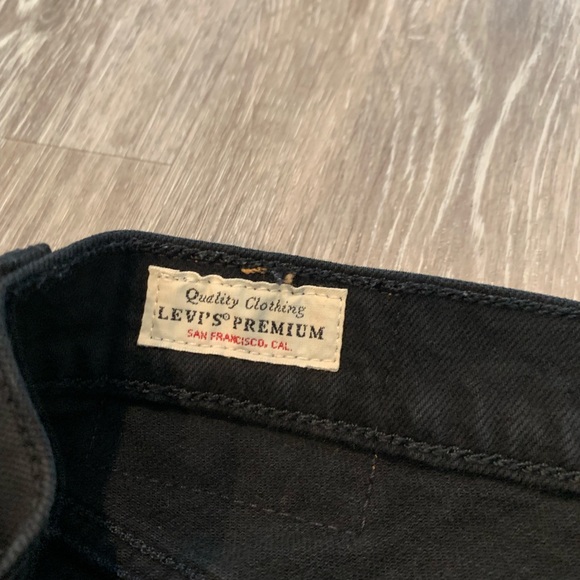 Quality Clothing
LEVI'S® PREMIUM
SAN FRANCISCO, CAL.